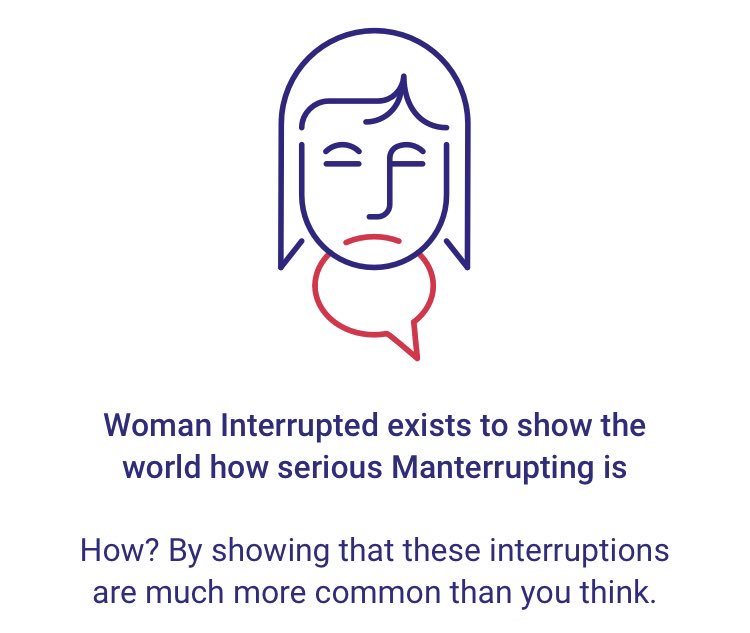 Woman Interrupted exists to show the
world how serious Manterrupting is
How? By showing that these interruptions
are much more common than you think.